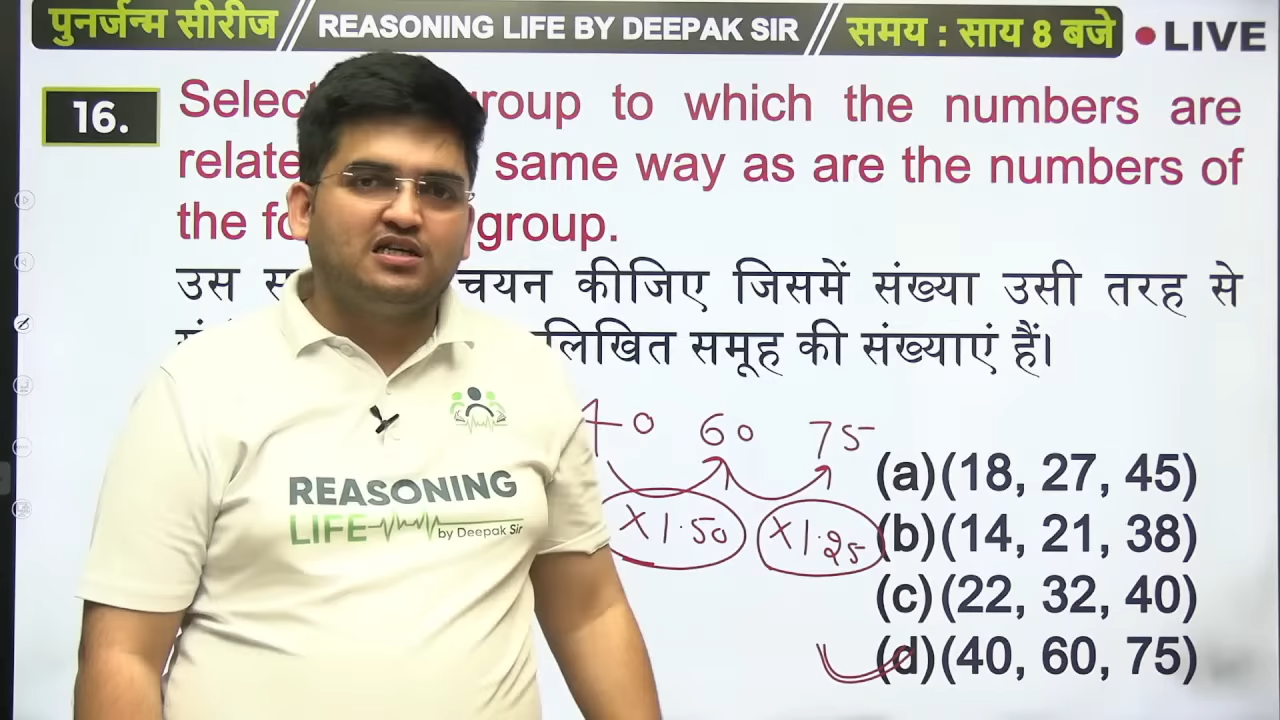 पुनर्जन्म सीरीज // REASONING LIFE BY DEEPAK SIR // समय : साय 8 बजे
LIVE
16.
Selec group to which the numbers are
relate same way as are the numbers of
the fo group.
उस स चयन कीजिए जिसमें संख्या उसी तरह से
लिखित समूह की संख्याएं हैं।
40 60 75
×1.50 ×1.25
(a) (18, 27, 45)
(b) (14, 21, 38)
(c) (22, 32, 40)
(d) (40, 60, 75)
REASONING
LIFE
by Deepak Sir